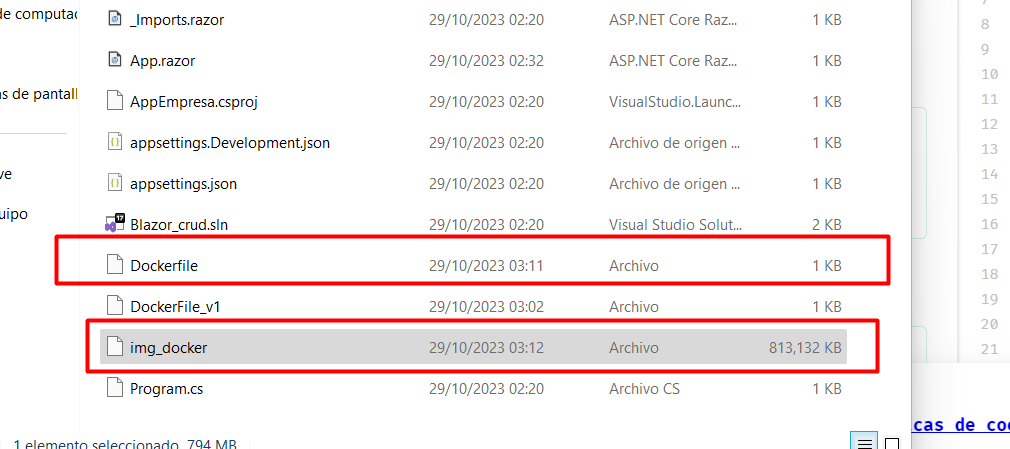 de computac
_Imports.razor 29/10/2023 02:20 ASP.NET Core Raz... 1 KB
App.razor 29/10/2023 02:32 ASP.NET Core Raz... 1 KB
as de pantall
AppEmpresa.csproj 29/10/2023 02:20 VisualStudio.Launc... 1 KB
appsettings.Development.json 29/10/2023 02:20 Archivo de origen ... 1 KB
ve
appsettings.json 29/10/2023 02:20 Archivo de origen ... 1 KB
uipo
Blazor_crud.sln 29/10/2023 02:20 Visual Studio Solut... 2 KB
Dockerfile 29/10/2023 03:11 Archivo 1 KB
DockerFile_v1 29/10/2023 03:02 Archivo 1 KB
img_docker 29/10/2023 03:12 Archivo 813,132 KB
Program.cs 29/10/2023 02:20 Archivo CS 1 KB
1 elemento seleccionado 794 MB
8
9
10
11
12
13
14
15
16
17
18
19
20
21
cas de coo